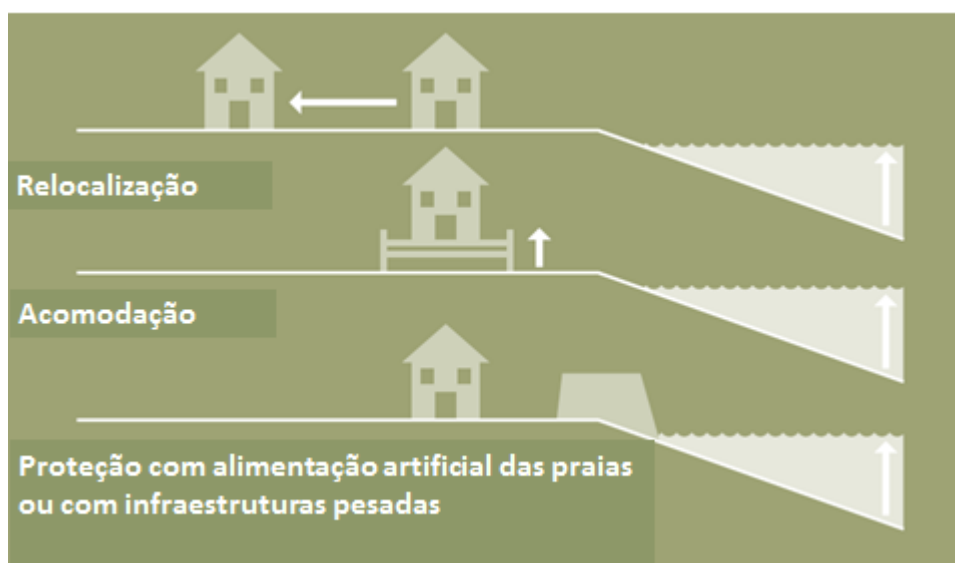 Relocalização
Acomodação
Proteção com alimentação artificial das praias
ou com infraestruturas pesadas